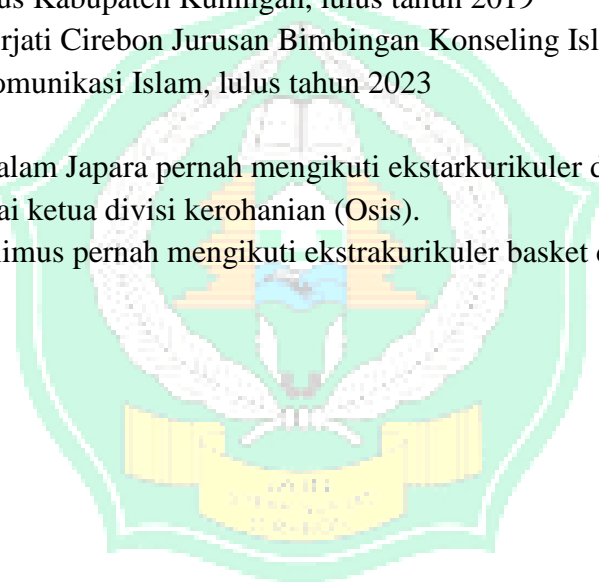 us Kabupaten Kuningan, lulus tahun 2019
rjati Cirebon Jurusan Bimbingan Konseling Isl
omunikasi Islam, lulus tahun 2023
alam Japara pernah mengikuti ekstarkurikuler d
ai ketua divisi kerohanian (Osis).
limus pernah mengikuti ekstrakurikuler basket